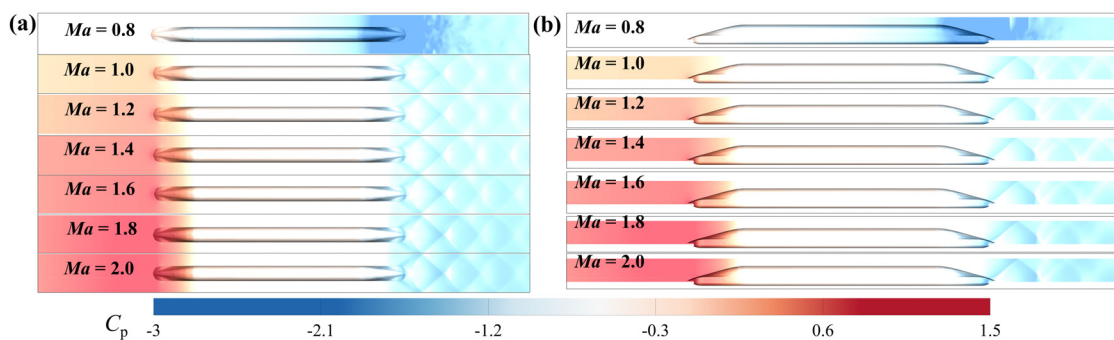 (a)
Ma = 0.8
Ma = 1.0
Ma = 1.2
Ma = 1.4
Ma = 1.6
Ma = 1.8
Ma = 2.0
(b)
Ma = 0.8
Ma = 1.0
Ma = 1.2
Ma = 1.4
Ma = 1.6
Ma = 1.8
Ma = 2.0
Cp -3 -2.1 -1.2 -0.3 0.6 1.5